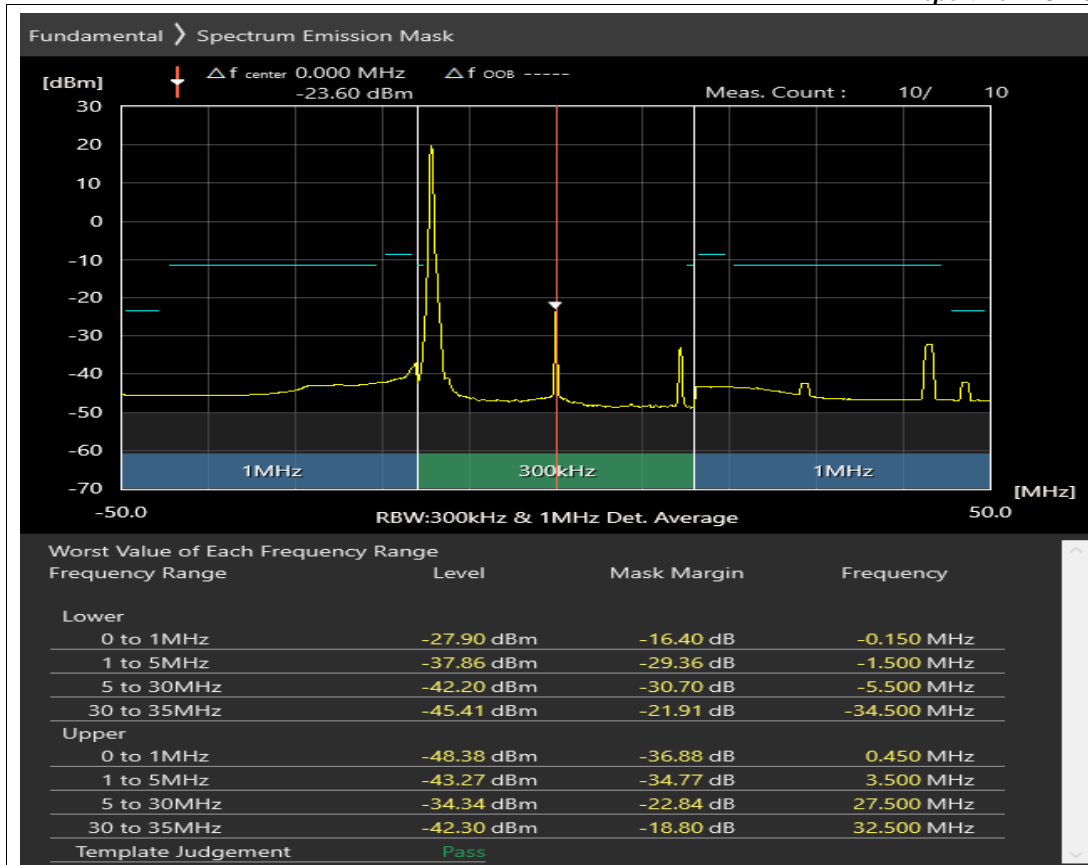 Fundamental 〉 Spectrum Emission Mask
[dBm] △ f center 0.000 MHz △ f OOB -----
-23.60 dBm Meas. Count : 10/ 10
30
20
10
0
-10
-20
-30
-40
-50
-60
1MHz 300kHz 1MHz
-70
[MHz]
-50.0 RBW:300kHz & 1MHz Det. Average 50.0
Worst Value of Each Frequency Range
Frequency Range Level Mask Margin Frequency
Lower
0 to 1MHz -27.90 dBm -16.40 dB -0.150 MHz
1 to 5MHz -37.86 dBm -29.36 dB -1.500 MHz
5 to 30MHz -42.20 dBm -30.70 dB -5.500 MHz
30 to 35MHz -45.41 dBm -21.91 dB -34.500 MHz
Upper
0 to 1MHz -48.38 dBm -36.88 dB 0.450 MHz
1 to 5MHz -43.27 dBm -34.77 dB 3.500 MHz
5 to 30MHz -34.34 dBm -22.84 dB 27.500 MHz
30 to 35MHz -42.30 dBm -18.80 dB 32.500 MHz
Template Judgement Pass